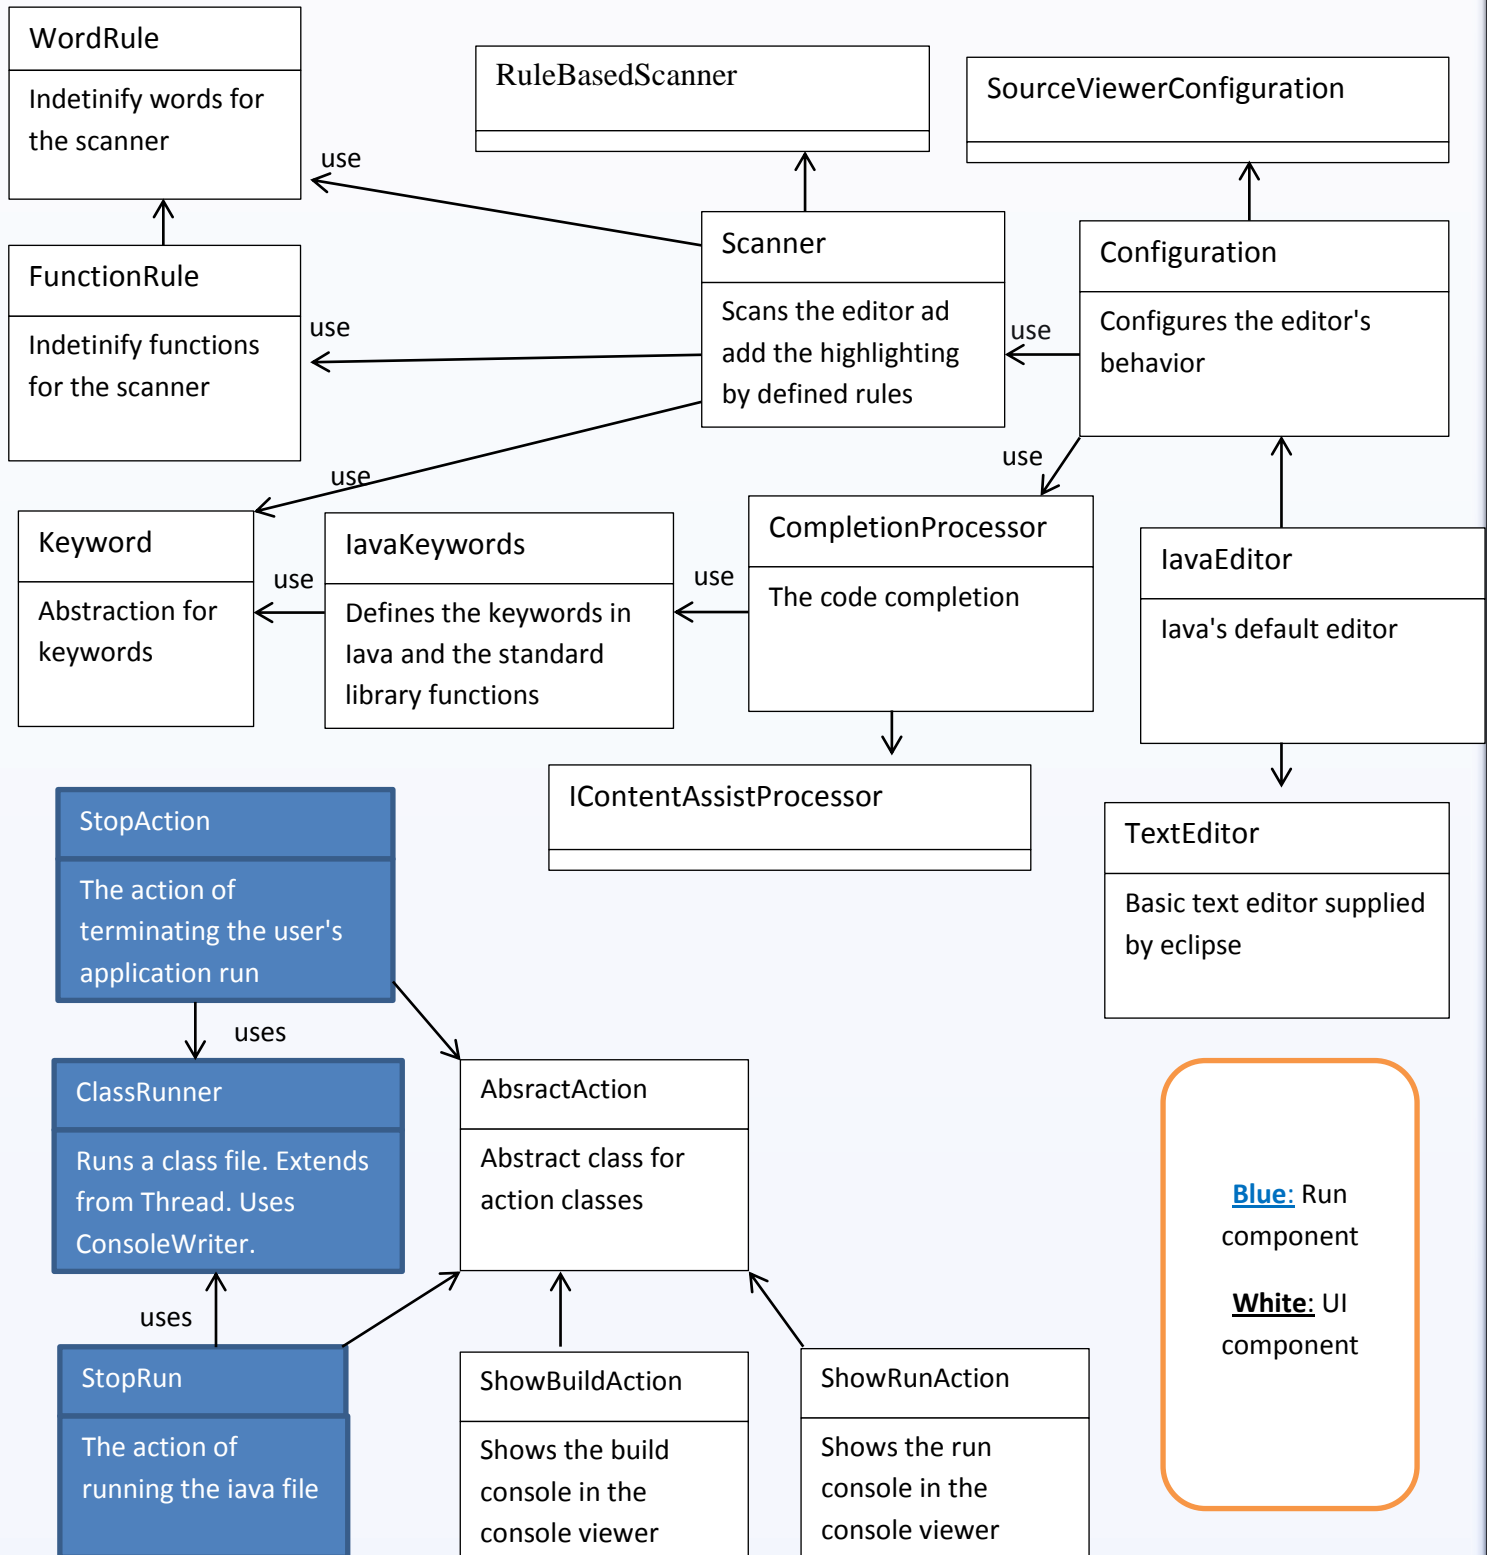 WordRule
Indetinify words for
the scanner
RuleBasedScanner
SourceViewerConfiguration
use
FunctionRule
Indetinify functions
for the scanner
use
Scanner
Scans the editor ad
add the highlighting
by defined rules
use
Configuration
Configures the editor's
behavior
use
use
Keyword
Abstraction for
keywords
use
IavaKeywords
Defines the keywords in
Iava and the standard
library functions
use
CompletionProcessor
The code completion
IavaEditor
Iava's default editor
IContentAssistProcessor
TextEditor
Basic text editor supplied
by eclipse
StopAction
The action of
terminating the user's
application run
uses
ClassRunner
Runs a class file. Extends
from Thread. Uses
ConsoleWriter.
AbsractAction
Abstract class for
action classes
Blue: Run
component
White: UI
component
uses
StopRun
The action of
running the iava file
ShowBuildAction
Shows the build
console in the
console viewer
ShowRunAction
Shows the run
console in the
console viewer